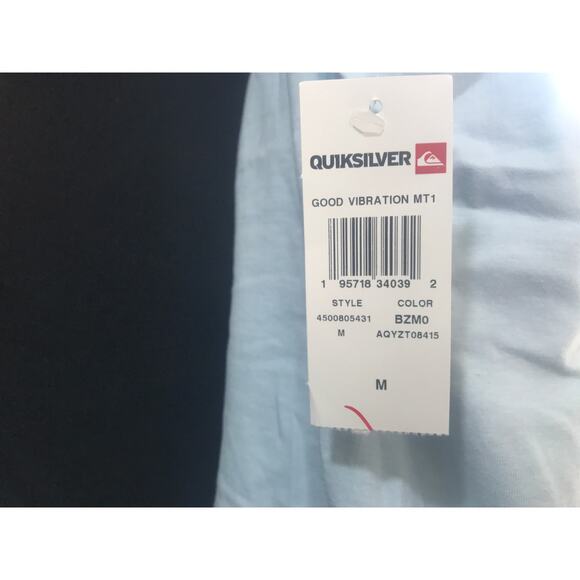 QUIKSILVER
GOOD VIBRATION MT1
1 95718 34039 2
STYLE COLOR
4500805431 BZM0
M AQYZT08415
M